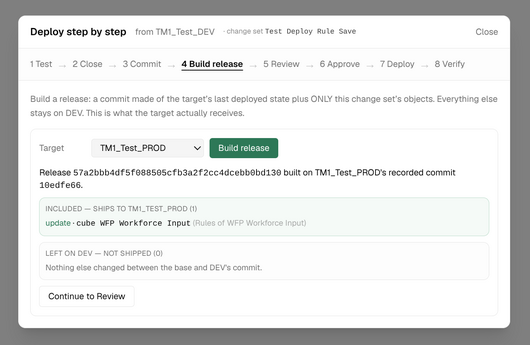 Deploy step by step from TM1_Test_DEV · change set Test Deploy Rule Save Close
1 Test → 2 Close → 3 Commit → 4 Build release → 5 Review → 6 Approve → 7 Deploy → 8 Verify
Build a release: a commit made of the target's last deployed state plus ONLY this change set's objects. Everything else
stays on DEV. This is what the target actually receives.
Target TM1_Test_PROD Build release
Release 57a2bbb4df5f088505cfb3a2f2cc4dcebb0bd130 built on TM1_Test_PROD's recorded commit
10edfe66.
INCLUDED — SHIPS TO TM1_TEST_PROD (1)
update · cube WFP Workforce Input (Rules of WFP Workforce Input)
LEFT ON DEV — NOT SHIPPED (0)
Nothing else changed between the base and DEV's commit.
Continue to Review